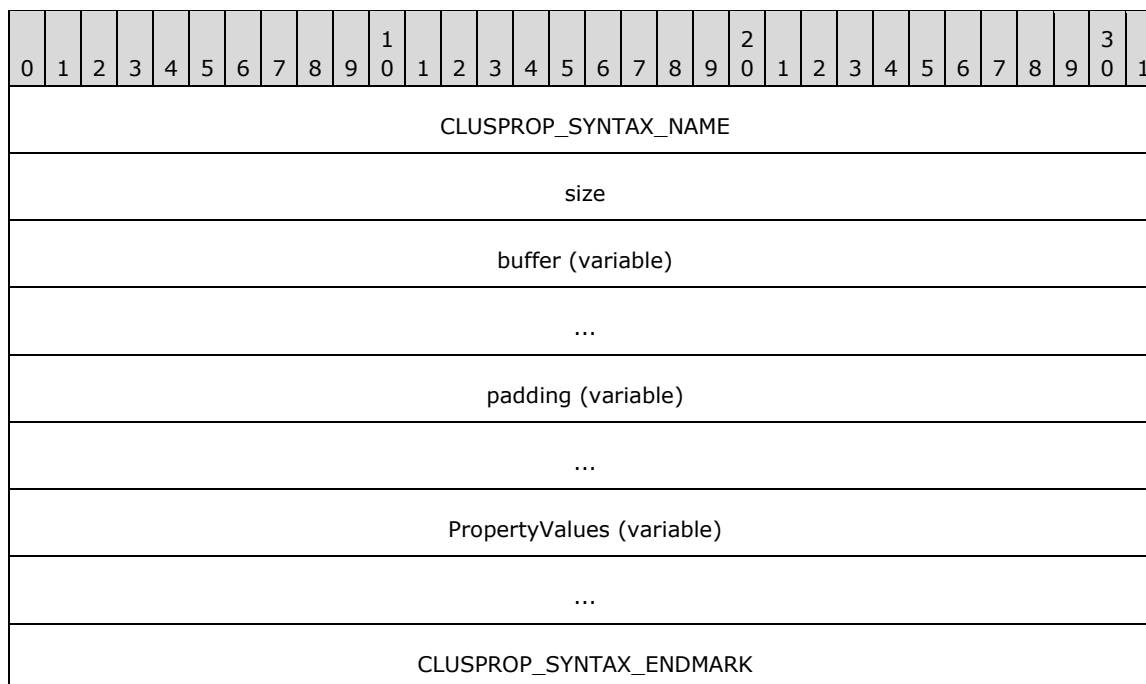 1 2 3
0 1 2 3 4 5 6 7 8 9 0 1 2 3 4 5 6 7 8 9 0 1 2 3 4 5 6 7 8 9 0 1
CLUSPROP_SYNTAX_NAME
size
buffer (variable)
...
padding (variable)
...
PropertyValues (variable)
...
CLUSPROP_SYNTAX_ENDMARK